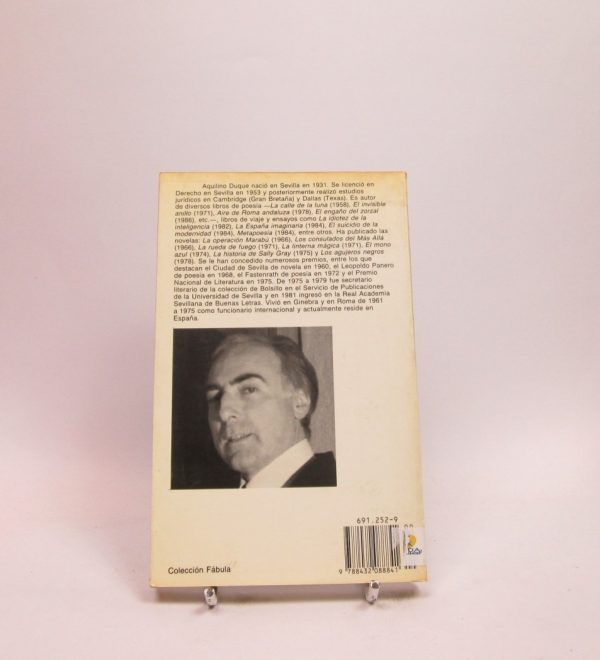 Aquilino Duque nació en Sevilla en 1931. Se licenció en
Derecho en Sevilla en 1953 y posteriormente realizó estudios
jurídicos en Cambridge (Gran Bretaña) y Dallas (Texas). Es autor
de diversos libros de poesía —La calle de la luna (1958), El invisible
anillo (1971), Aire de Roma andaluza (1978), El engaño del zorzal
(1986), etc.—, libros de viaje y ensayos como La idiotez de la
inteligencia (1982), La España imaginaria (1984), El suicidio de la
modernidad (1984), Metapoesía (1984), entre otros. Ha publicado las
novelas: La operación Marabú (1966), Los consulados del Más Allá
(1966), La rueda de fuego (1971), La linterna mágica (1971), El mono
azul (1974), La historia de Sally Gray (1975) y Los agujeros negros
(1978). Se le han concedido numerosos premios, entre los que
destacan el Ciudad de Sevilla de novela en 1960, el Leopoldo Panero
de poesía en 1968, el Fastenrath de poesía en 1972 y el Premio
Nacional de Literatura en 1975. De 1975 a 1979 fue secretario
literario de la colección de Bolsillo en el Servicio de Publicaciones
de la Universidad de Sevilla y en 1981 ingresó en la Real Academia
Sevillana de Buenas Letras. Vivió en Ginebra y en Roma de 1961
a 1975 como funcionario internacional y actualmente reside en
España.
691.252-9
9 788432 088841
Colección Fábula